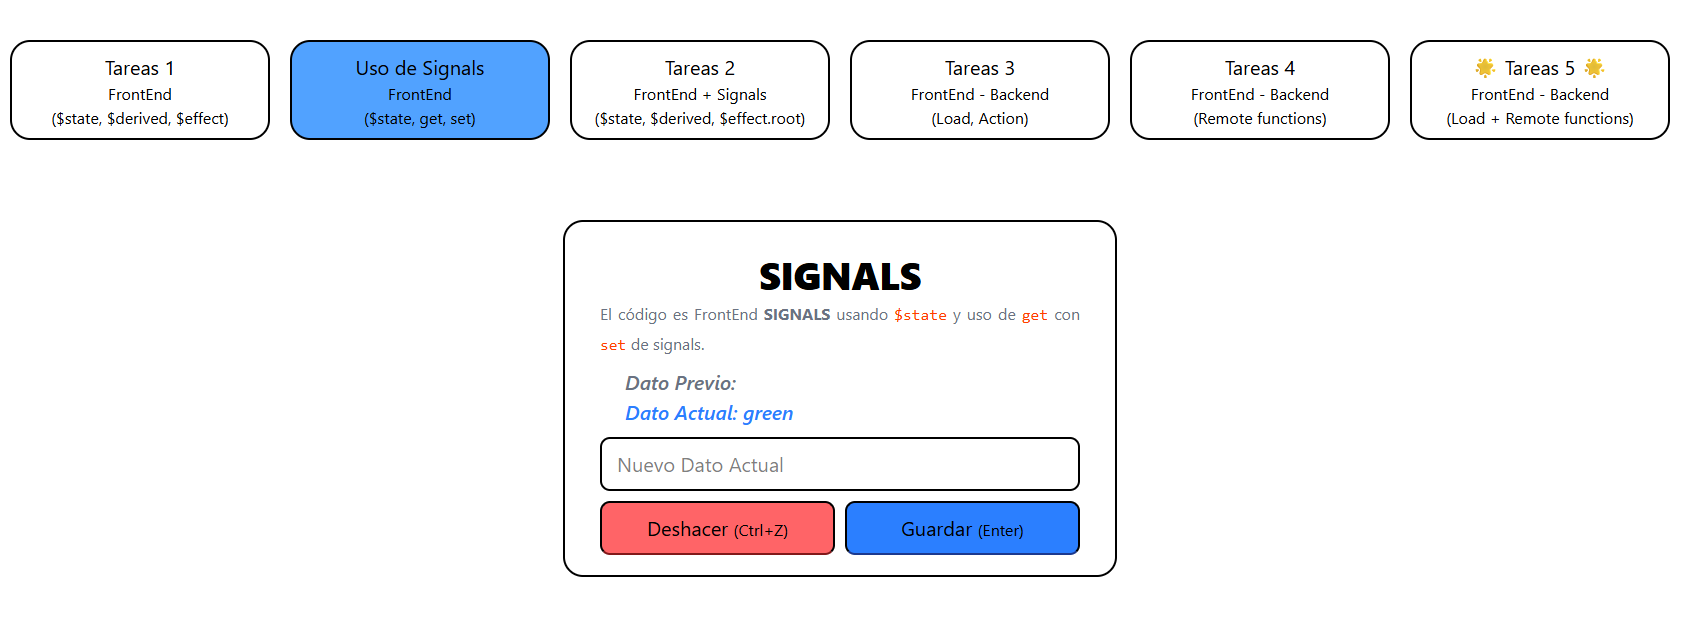 Tareas 1
FrontEnd
($state, $derived, $effect)
Uso de Signals
FrontEnd
($state, get, set)
Tareas 2
FrontEnd + Signals
($state, $derived, $effect.root)
Tareas 3
FrontEnd - Backend
(Load, Action)
Tareas 4
FrontEnd - Backend
(Remote functions)
🌟 Tareas 5 🌟
FrontEnd - Backend
(Load + Remote functions)
SIGNALS
El código es FrontEnd SIGNALS usando $state y uso de get con
set de signals.
Dato Previo:
Dato Actual: green
Nuevo Dato Actual
Deshacer (Ctrl+Z)
Guardar (Enter)